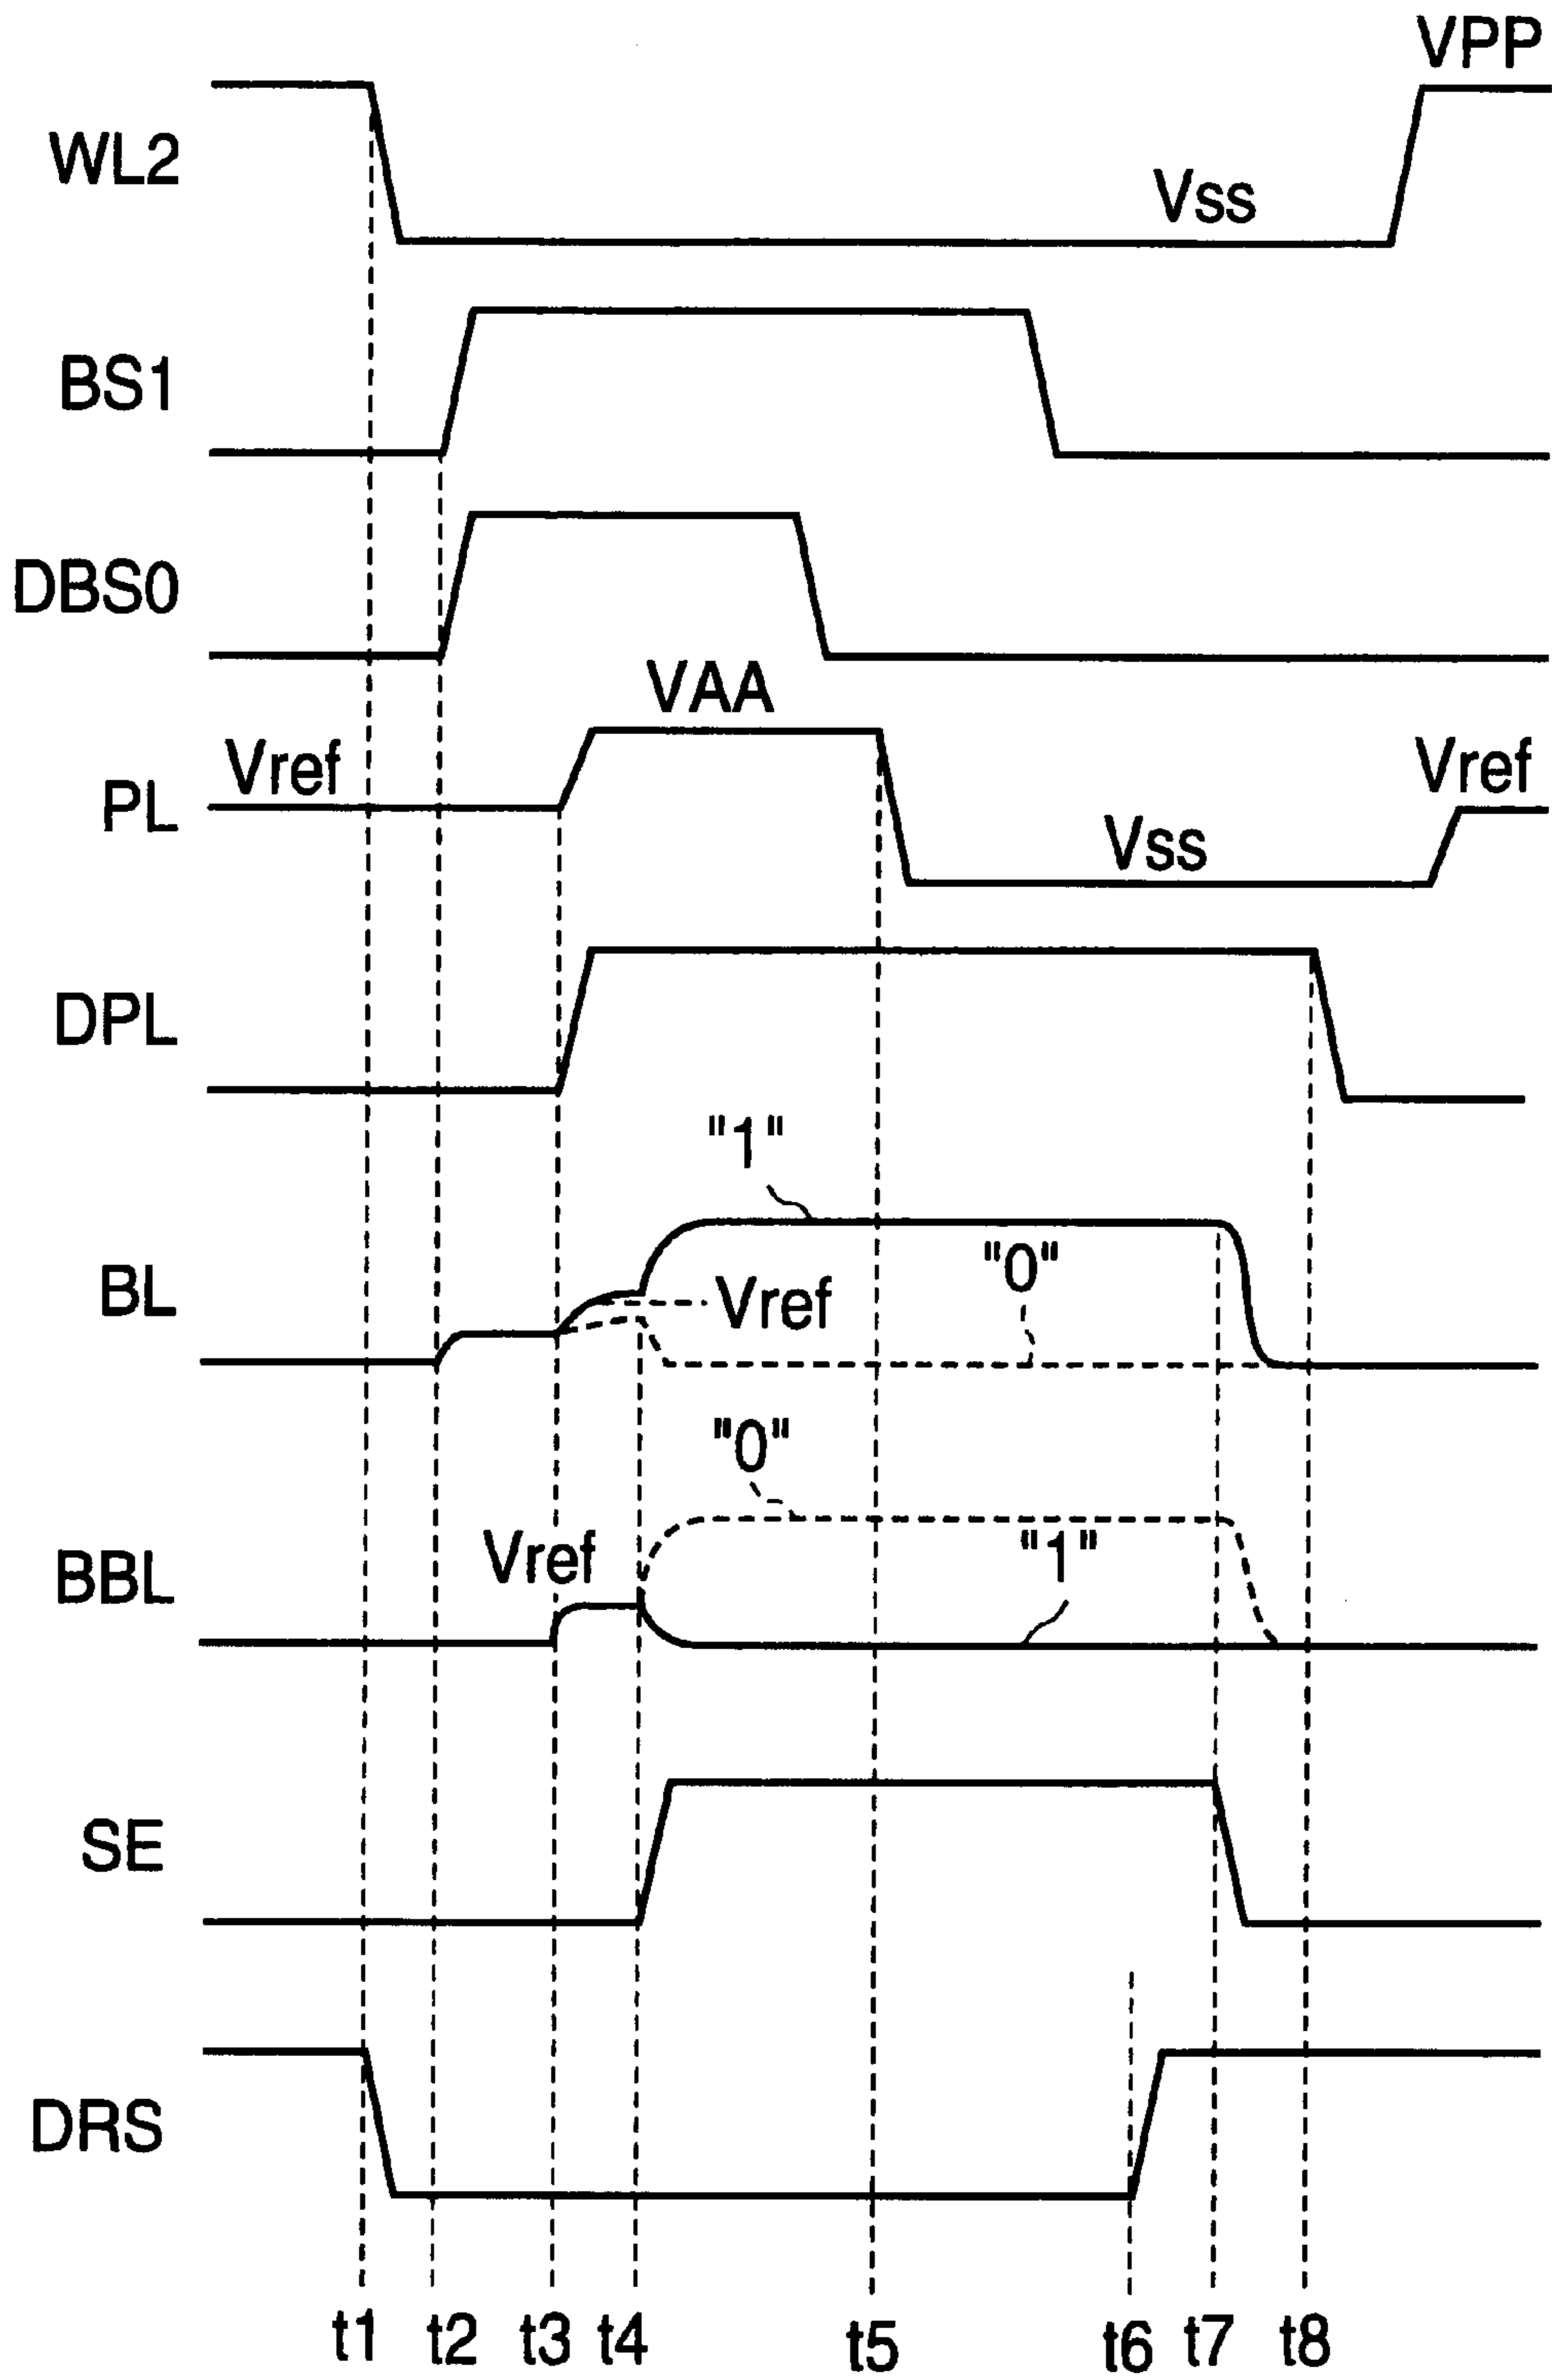 VPP
WL2
Vss
BS1
DBS0
VAA
Vref
Vref
PL
Vss
DPL
"1"
"0"
BL
Vref
"0"
Vref
"1"
BBL
SE
DRS
t1 t2 t3 t4 t5 t6 t7 t8